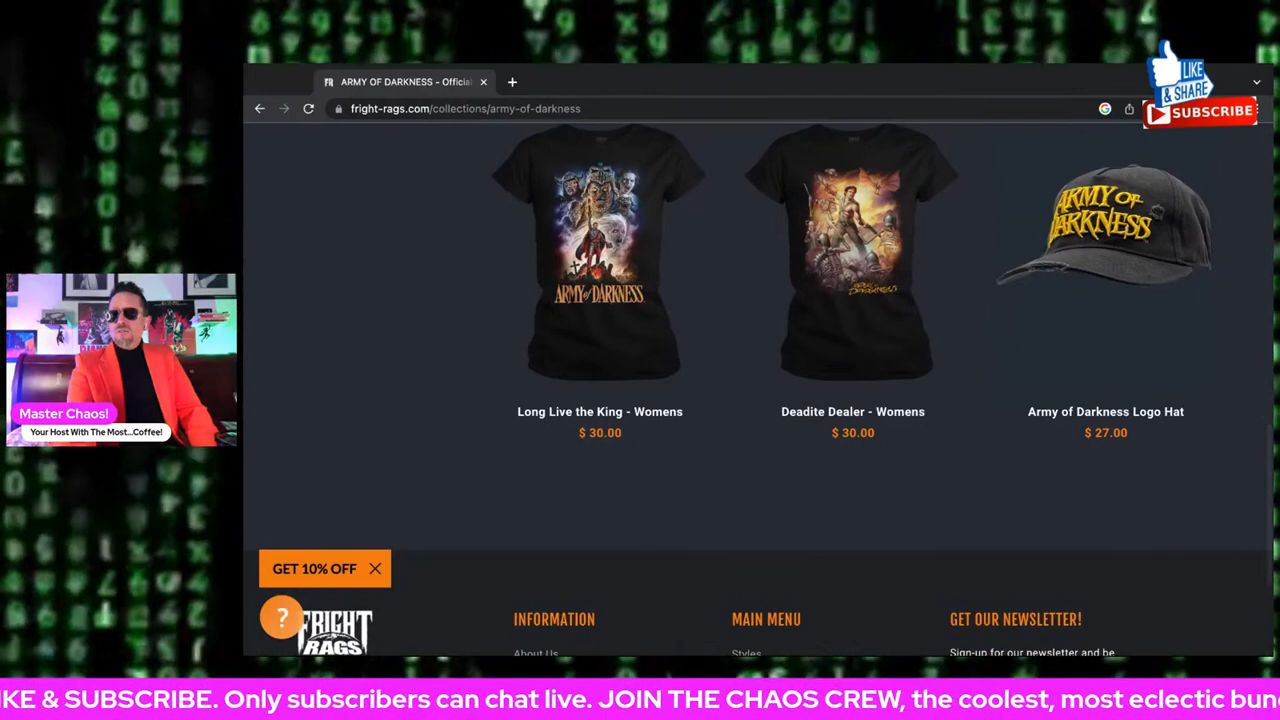 LIKE
& SHARE
SUBSCRIBE
ARMY OF DARKNESS - Official
fright-rags.com/collections/army-of-darkness
ARMY OF DARKNESS
ARMY OF
DARKNESS
Long Live the King - Womens
Deadite Dealer - Womens
Army of Darkness Logo Hat
$ 30.00
$ 30.00
$ 27.00
Master Chaos!
Your Host With The Most...Coffee!
GET 10% OFF
?
FRIGHT
RAGS
INFORMATION
MAIN MENU
GET OUR NEWSLETTER!
About Us
Styles
Sign-up for our newsletter and be
IKE & SUBSCRIBE. Only subscribers can chat live. JOIN THE CHAOS CREW, the coolest, most eclectic bun